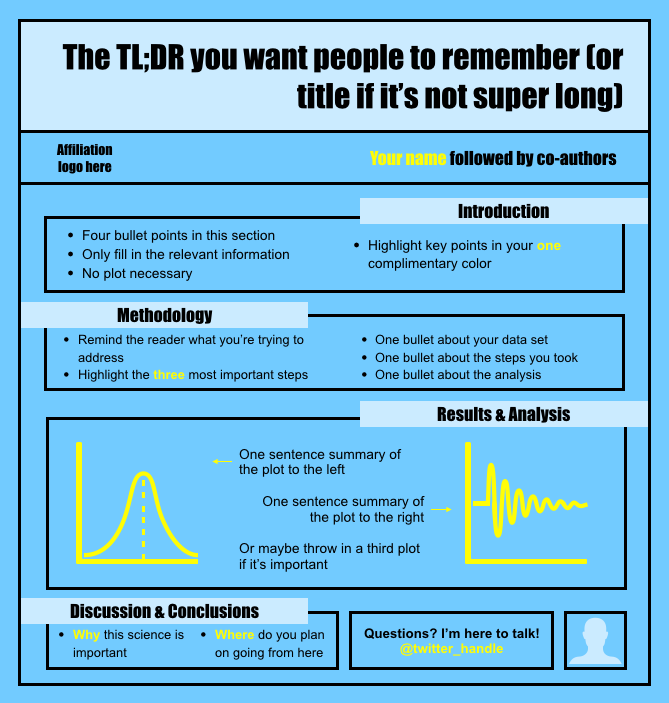 The TL;DR you want people to remember (or
title if it's not super long)
Affiliation
logo here
Your name followed by co-authors
Introduction
• Four bullet points in this section
• Only fill in the relevant information
• No plot necessary
• Highlight key points in your one
complimentary color
Methodology
• Remind the reader what you're trying to
address
• Highlight the three most important steps
• One bullet about your data set
• One bullet about the steps you took
• One bullet about the analysis
Results & Analysis
One sentence summary of
the plot to the left
One sentence summary of
the plot to the right
Or maybe throw in a third plot
if it's important
Discussion & Conclusions
• Why this science is
important
• Where do you plan
on going from here
Questions? I'm here to talk!
@twitter_handle